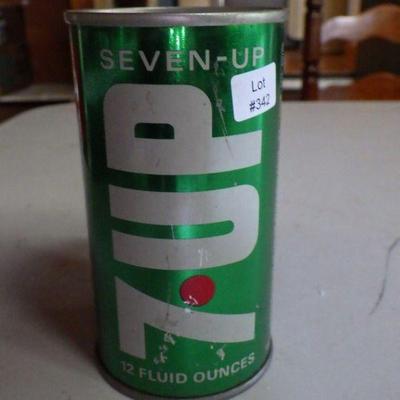 SEVEN-UP
Lot
#342
7UP
12 FLUID OUNCES